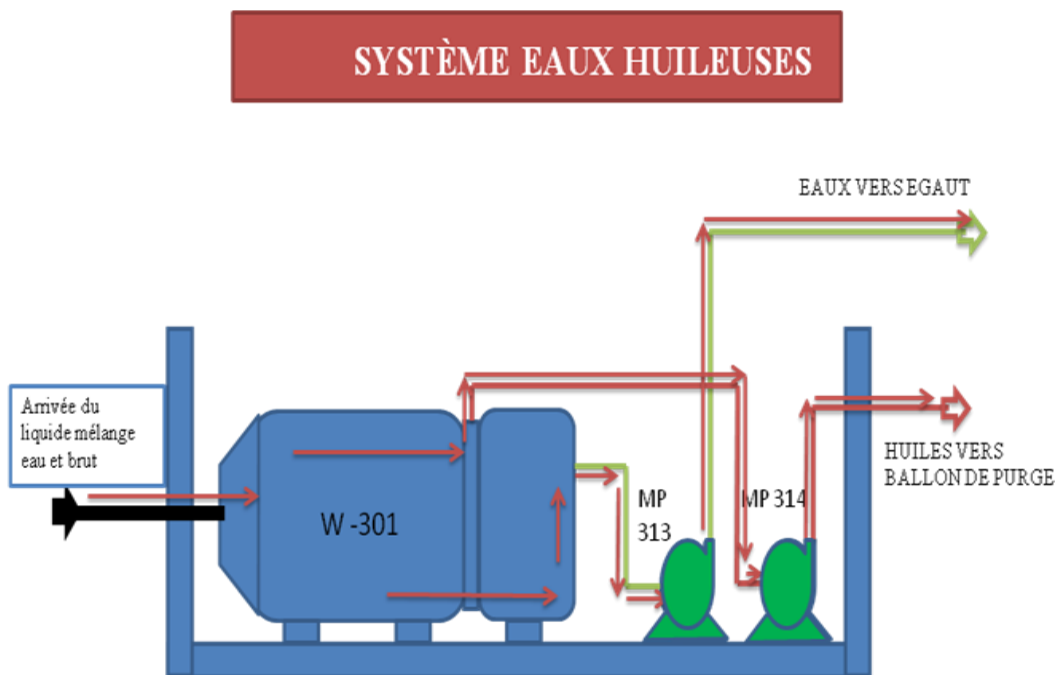 SYSTÈME EAUX HUILEUSES
EAUX VERS EGAUT
Arrivée du
liquide mélange
eau et brut
HUILES VERS
BALLON DE PURGE
W -301
MP
313
MP 314